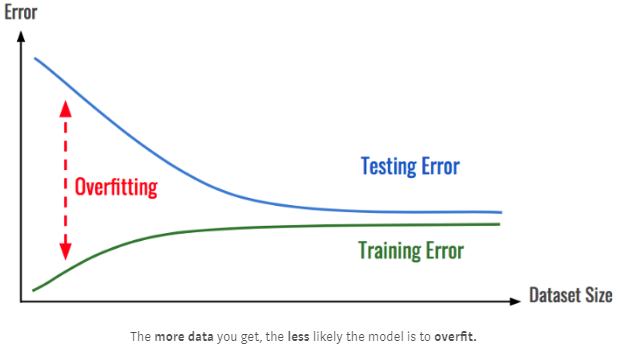 Error
Testing Error
Overfitting
Training Error
Dataset Size
The more data you get, the less likely the model is to overfit.